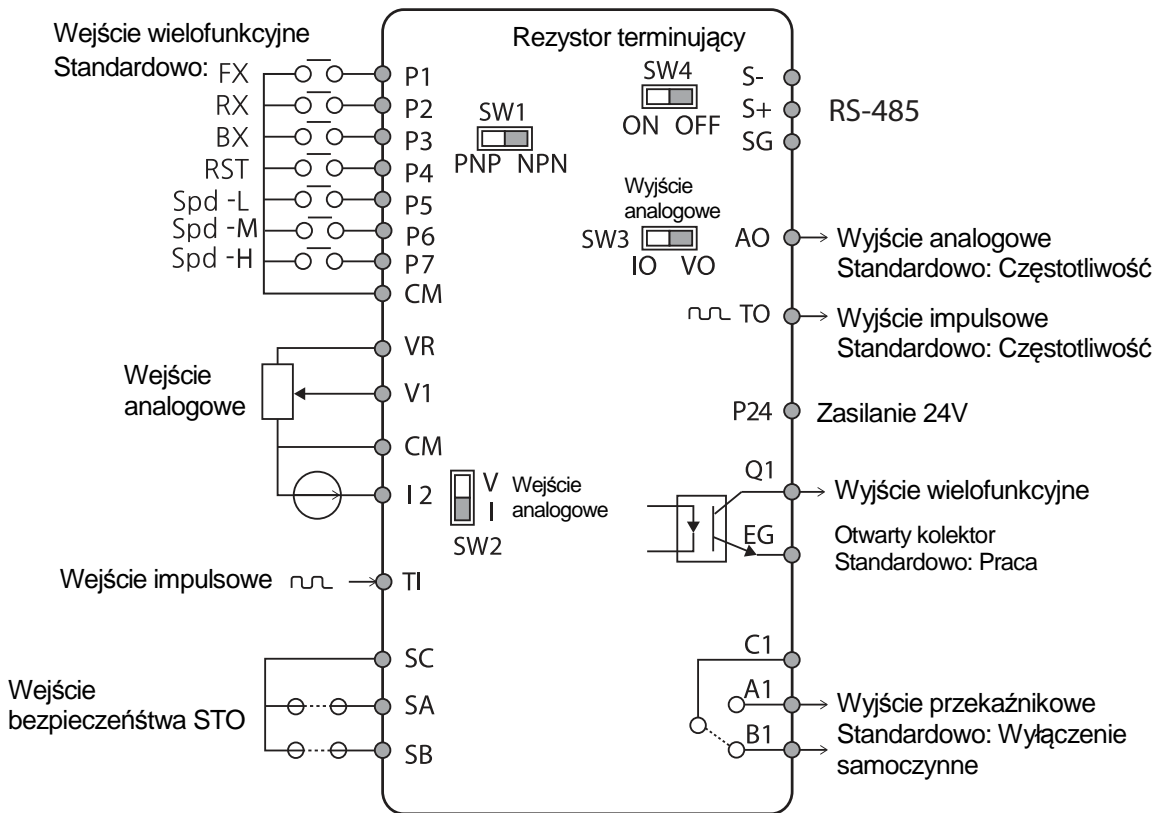 Wejście wielofunkcyjne
Standardowo:
FX
P1
RX
P2
BX
P3
RST
P4
Spd -L
P5
Spd -M
P6
Spd -H
P7
CM
SW1
PNP NPN
Rezystor terminujący
SW4
ON OFF
S-
S+
SG
RS-485
Wyjście
analogowe
SW3
IO VO
AO
Wyjście analogowe
Standardowo: Częstotliwość
TO
Wyjście impulsowe
Standardowo: Częstotliwość
Wejście
analogowe
VR
V1
CM
I2
V
I
Wejście
analogowe
SW2
P24
Zasilanie 24V
Q1
Wyjście wielofunkcyjne
EG
Otwarty kolektor
Standardowo: Praca
Wejście impulsowe
TI
Wejście
bezpieczeńśtwa STO
SC
SA
SB
C1
A1
B1
Wyjście przekaźnikowe
Standardowo: Wyłączenie
samoczynne